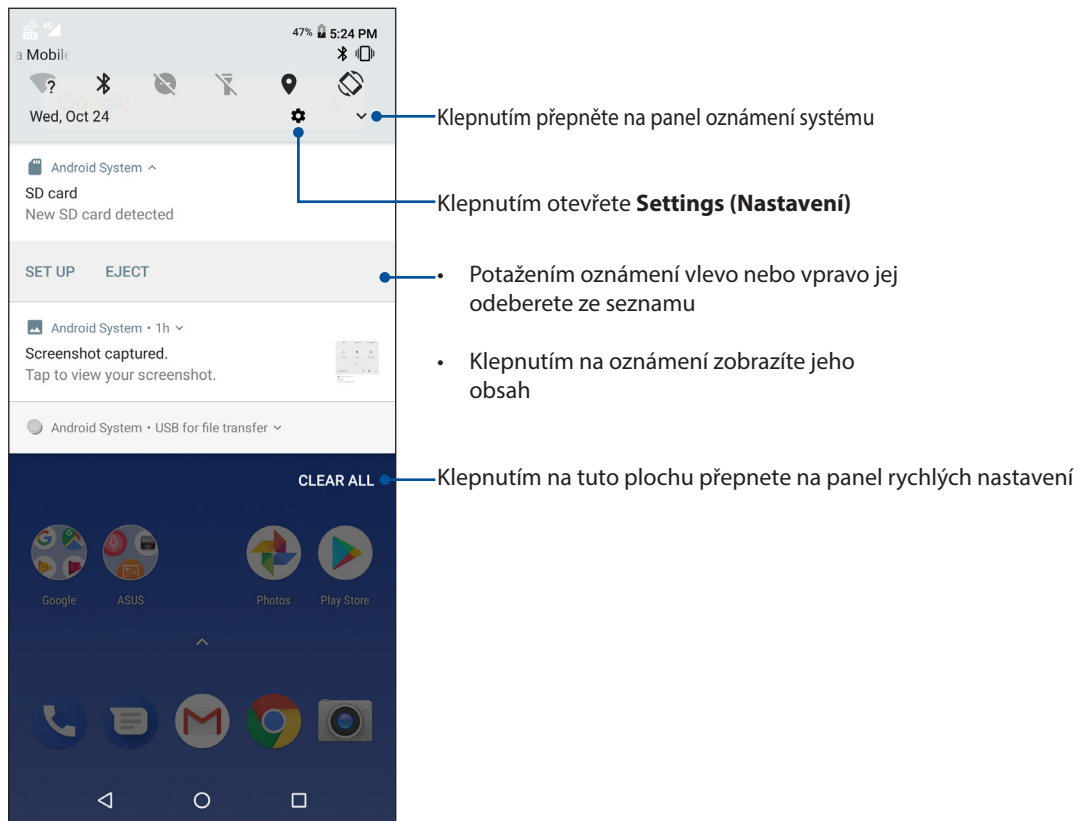 47% 5:24 PM
a Mobile
Wed, Oct 24
Klepnutím přepněte na panel oznámení systému
Android System
SD card
New SD card detected
Klepnutím otevřete Settings (Nastavení)
SET UP EJECT
• Potažením oznámení vlevo nebo vpravo jej
odeberete ze seznamu
Android System • 1h
Screenshot captured.
Tap to view your screenshot.
• Klepnutím na oznámení zobrazíte jeho
obsah
Android System • USB for file transfer
CLEAR ALL
Klepnutím na tuto plochu přepnete na panel rychlých nastavení
Google ASUS Photos Play Store